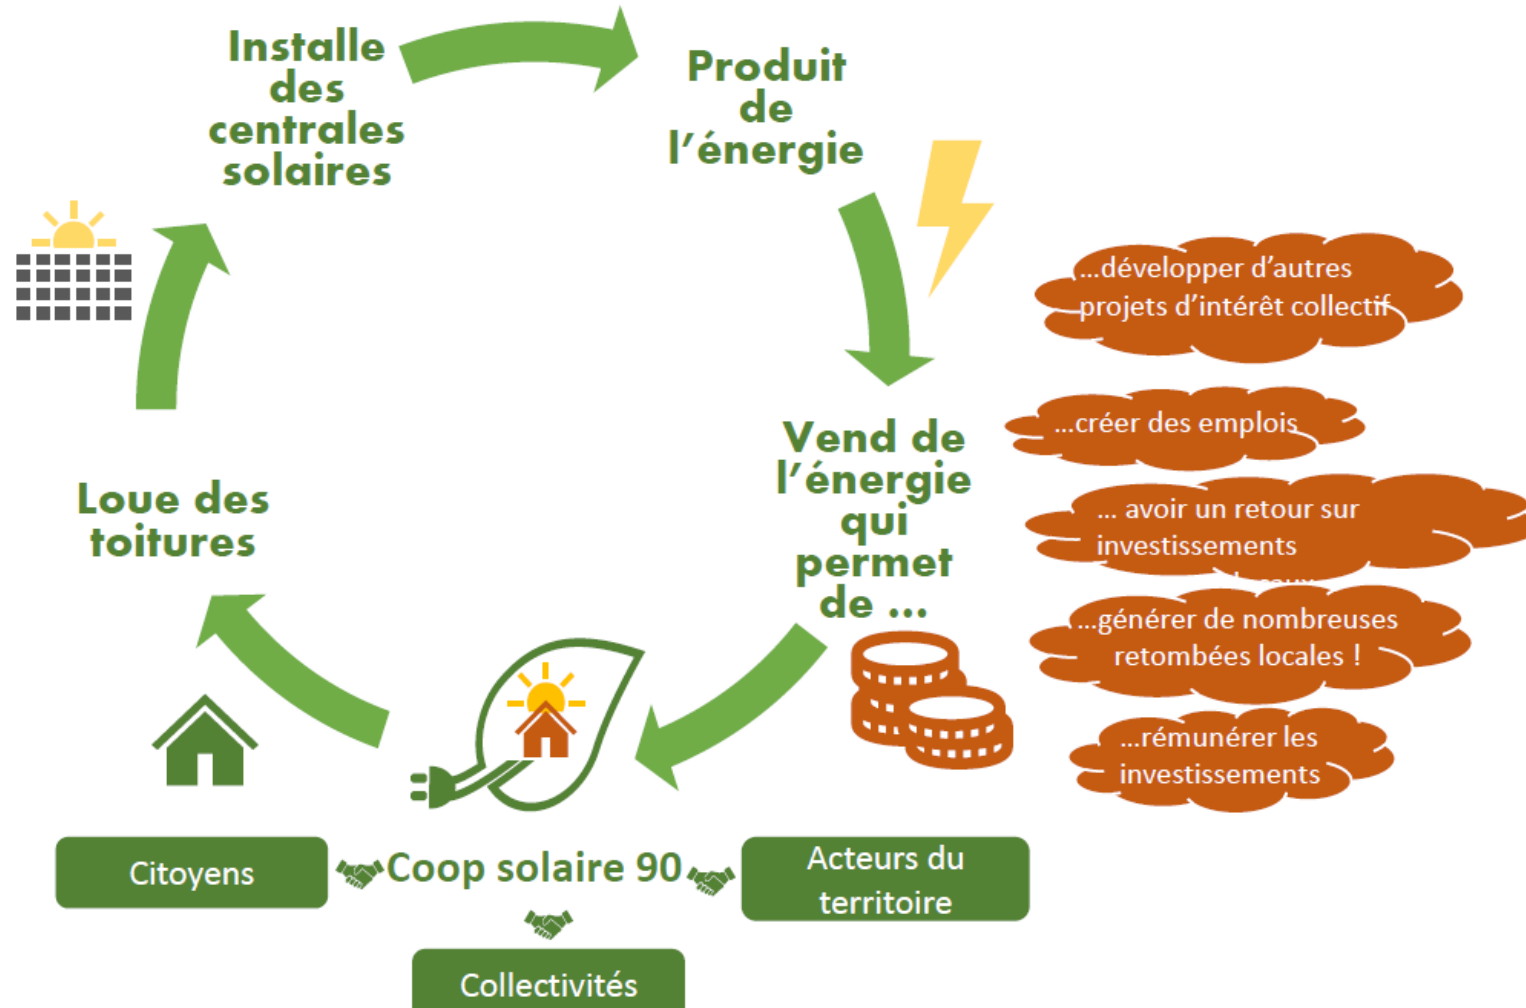 Installe
des
centrales
solaires
Produit
de
l’énergie
...développer d’autres
projets d’intérêt collectif
Vend de
l’énergie
qui
permet
de ...
...créer des emplois
... avoir un retour sur
investissements
Loue des
toitures
...générer de nombreuses
retombées locales !
...rémunérer les
investissements
Citoyens
Coop solaire 90
Acteurs du
territoire
Collectivités